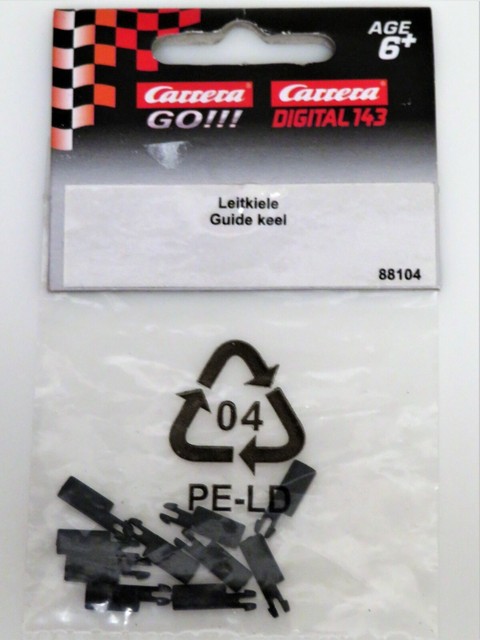 AGE
6+
Carrera
GO!!!
Carrera
DIGITAL 143
Leitkiele
Guide keel
88104
04
PE-LD